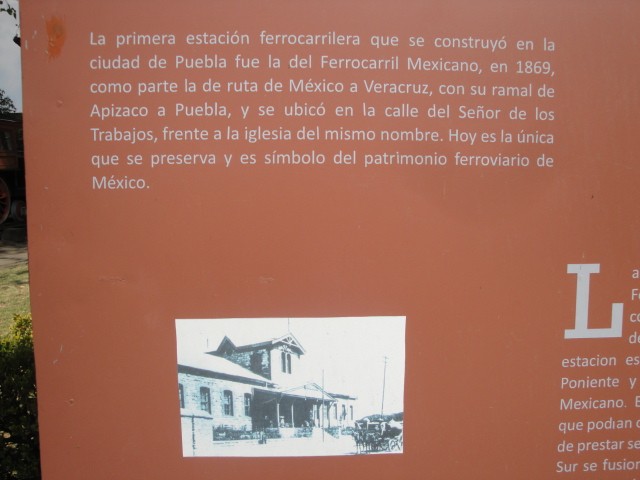 La primera estación ferrocarrilera que se construyó en la
ciudad de Puebla fue la del Ferrocarril Mexicano, en 1869,
como parte la de ruta de México a Veracruz, con su ramal de
Apizaco a Puebla, y se ubicó en la calle del Señor de los
Trabajos, frente a la iglesia del mismo nombre. Hoy es la única
que se preserva y es símbolo del patrimonio ferroviario de
México.
L
estacion es
Poniente y
Mexicano.
que podian
de prestar
Sur se fusion